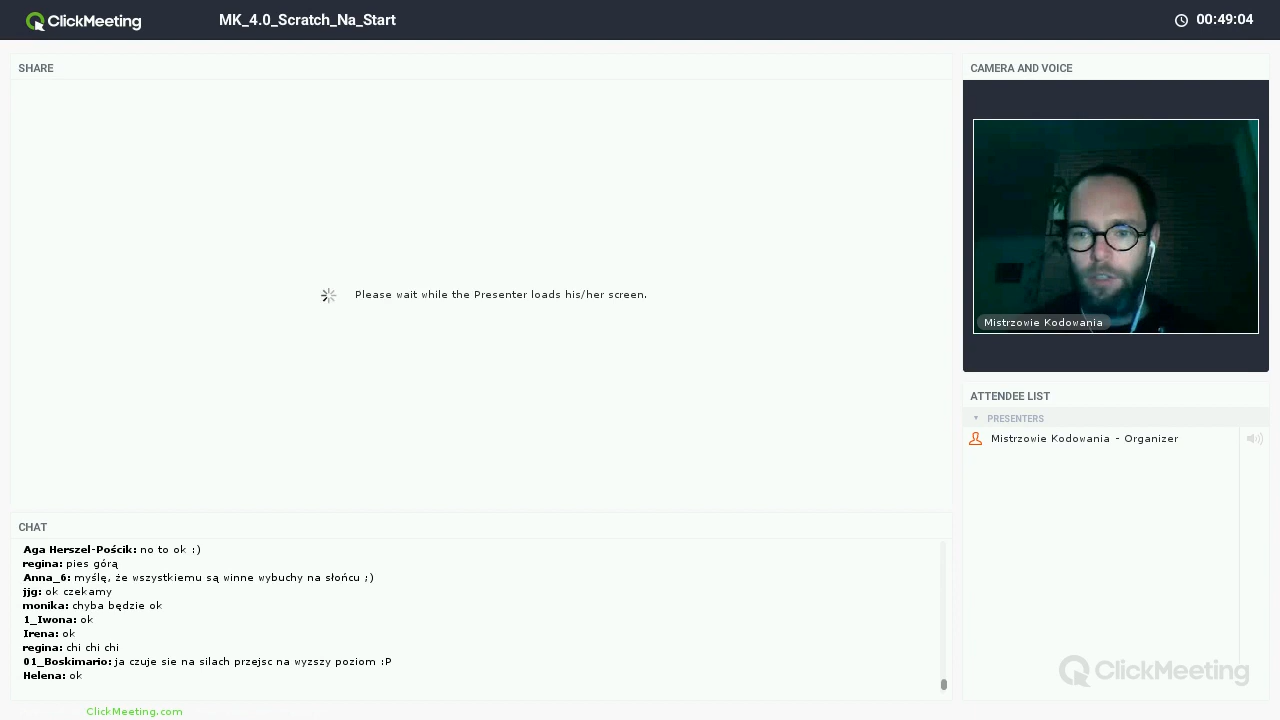 ClickMeeting
MK_4.0_Scratch_Na_Start
00:49:04
SHARE
Please wait while the Presenter loads his/her screen.
CAMERA AND VOICE
Mistrzowie Kodowania
ATTENDEE LIST
PRESENTERS
Mistrzowie Kodowania - Organizer
CHAT
Aga Herszel-Pościk: no to ok :)
regina: pies górą
Anna_6: myślę, że wszystkiemu są winne wybuchy na słońcu ;)
jjg: ok czekamy
monika: chyba będzie ok
1_Iwona: ok
Irena: ok
regina: chi chi chi
01_Boskimario: ja czuje sie na silach przejsc na wyzszy poziom :P
Helena: ok
ClickMeeting
ClickMeeting.com